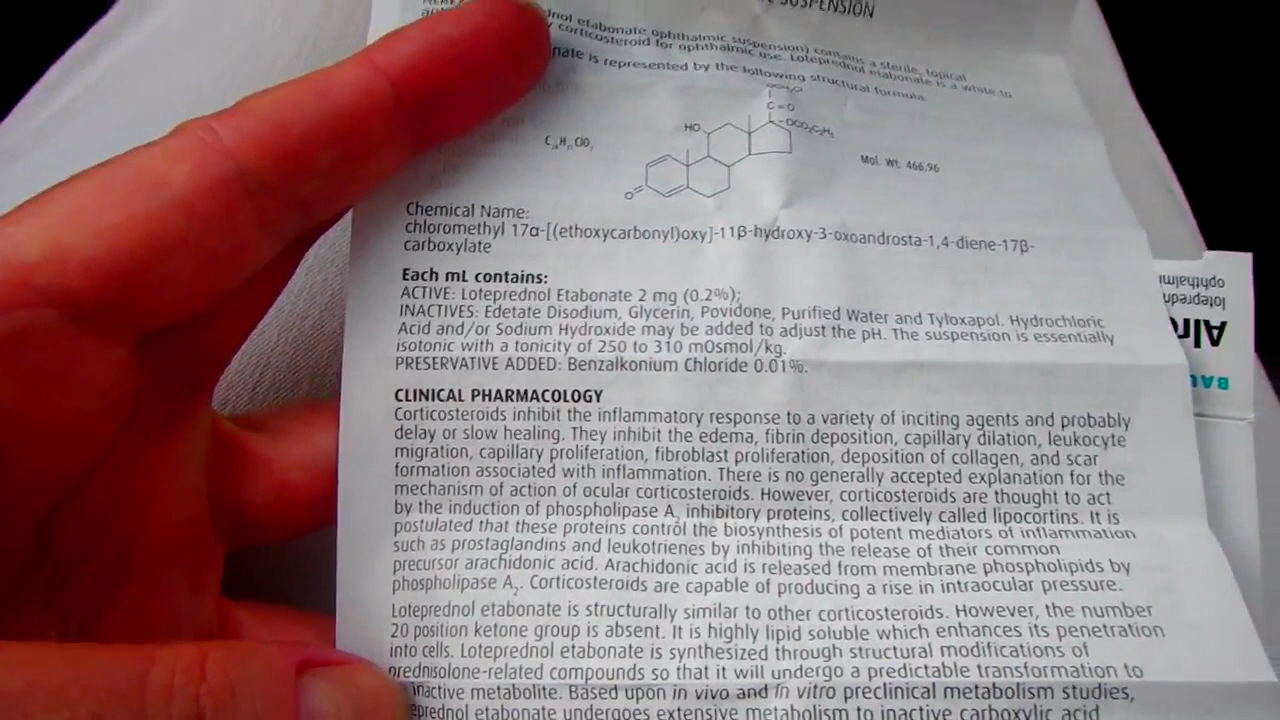 SUSPENSION
etabonate ophthalmic suspension) contains a sterile, topical
corticosteroid for ophthalmic use. Loteprednol etabonate is a white to
is represented by the following structural formula:
OCH₂Cl
C=O
HO
OCO₂C₂H₅
O
Mol. Wt. 466.96
Chemical Name:
chloromethyl 17α-[(ethoxycarbonyl)oxy]-11β-hydroxy-3-oxoandrosta-1,4-diene-17β-
carboxylate
Each mL contains:
ACTIVE: Loteprednol Etabonate 2 mg (0.2%);
INACTIVES: Edetate Disodium, Glycerin, Povidone, Purified Water and Tyloxapol. Hydrochloric
Acid and/or Sodium Hydroxide may be added to adjust the pH. The suspension is essentially
isotonic with a tonicity of 250 to 310 mOsmol/kg.
PRESERVATIVE ADDED: Benzalkonium Chloride 0.01%.
CLINICAL PHARMACOLOGY
Corticosteroids inhibit the inflammatory response to a variety of inciting agents and probably
delay or slow healing. They inhibit the edema, fibrin deposition, capillary dilation, leukocyte
migration, capillary proliferation, fibroblast proliferation, deposition of collagen, and scar
formation associated with inflammation. There is no generally accepted explanation for the
mechanism of action of ocular corticosteroids. However, corticosteroids are thought to act
by the induction of phospholipase A₂ inhibitory proteins, collectively called lipocortins. It is
postulated that these proteins control the biosynthesis of potent mediators of inflammation
such as prostaglandins and leukotrienes by inhibiting the release of their common
precursor arachidonic acid. Arachidonic acid is released from membrane phospholipids by
phospholipase A₂. Corticosteroids are capable of producing a rise in intraocular pressure.
Loteprednol etabonate is structurally similar to other corticosteroids. However, the number
20 position ketone group is absent. It is highly lipid soluble which enhances its penetration
into cells. Loteprednol etabonate is synthesized through structural modifications of
prednisolone-related compounds so that it will undergo a predictable transformation to
inactive metabolite. Based upon in vivo and in vitro preclinical metabolism studies,
etabonate undergoes extensive metabolism to inactive carboxylic acid
ophthalmi
lotepredn
Alr
BAU